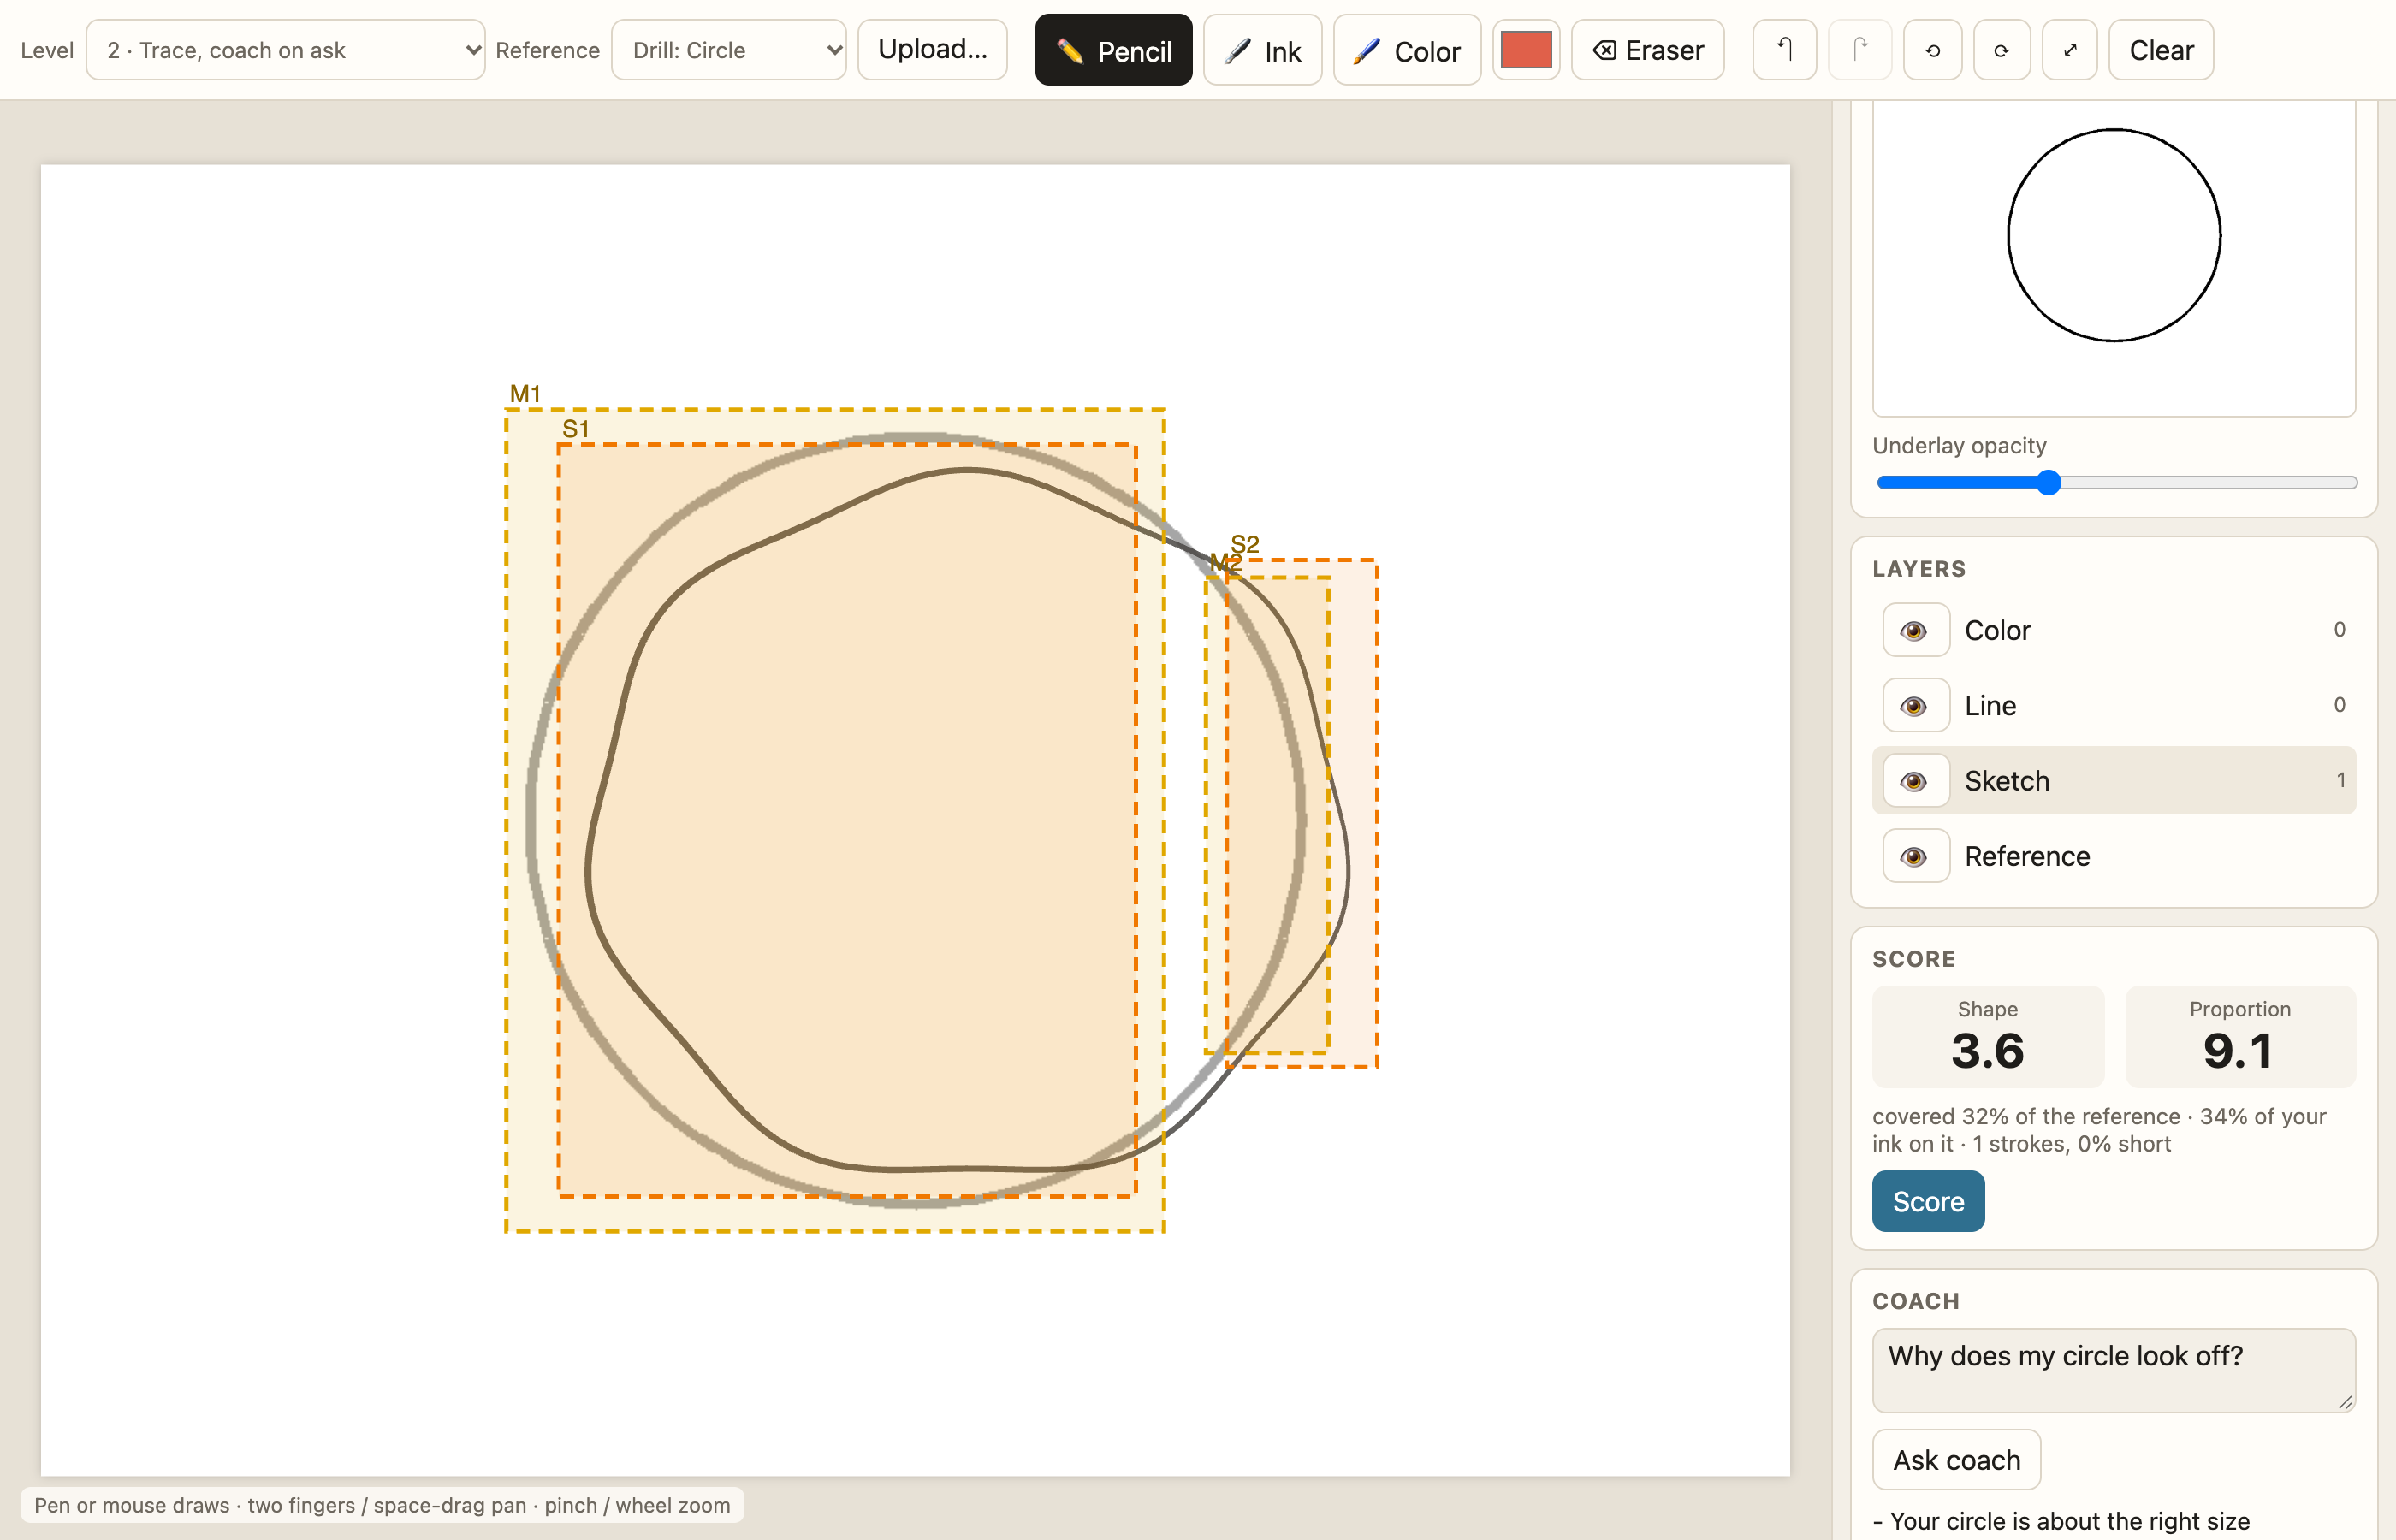 Level
2 · Trace, coach on ask
Reference
Drill: Circle
Upload...
Pencil
Ink
Color
Eraser
Clear
M1
S1
S2
M2
Underlay opacity
LAYERS
Color 0
Line 0
Sketch 1
Reference
SCORE
Shape Proportion
3.6 9.1
covered 32% of the reference · 34% of your
ink on it · 1 strokes, 0% short
Score
COACH
Why does my circle look off?
Ask coach
- Your circle is about the right size
Pen or mouse draws · two fingers / space-drag pan · pinch / wheel zoom